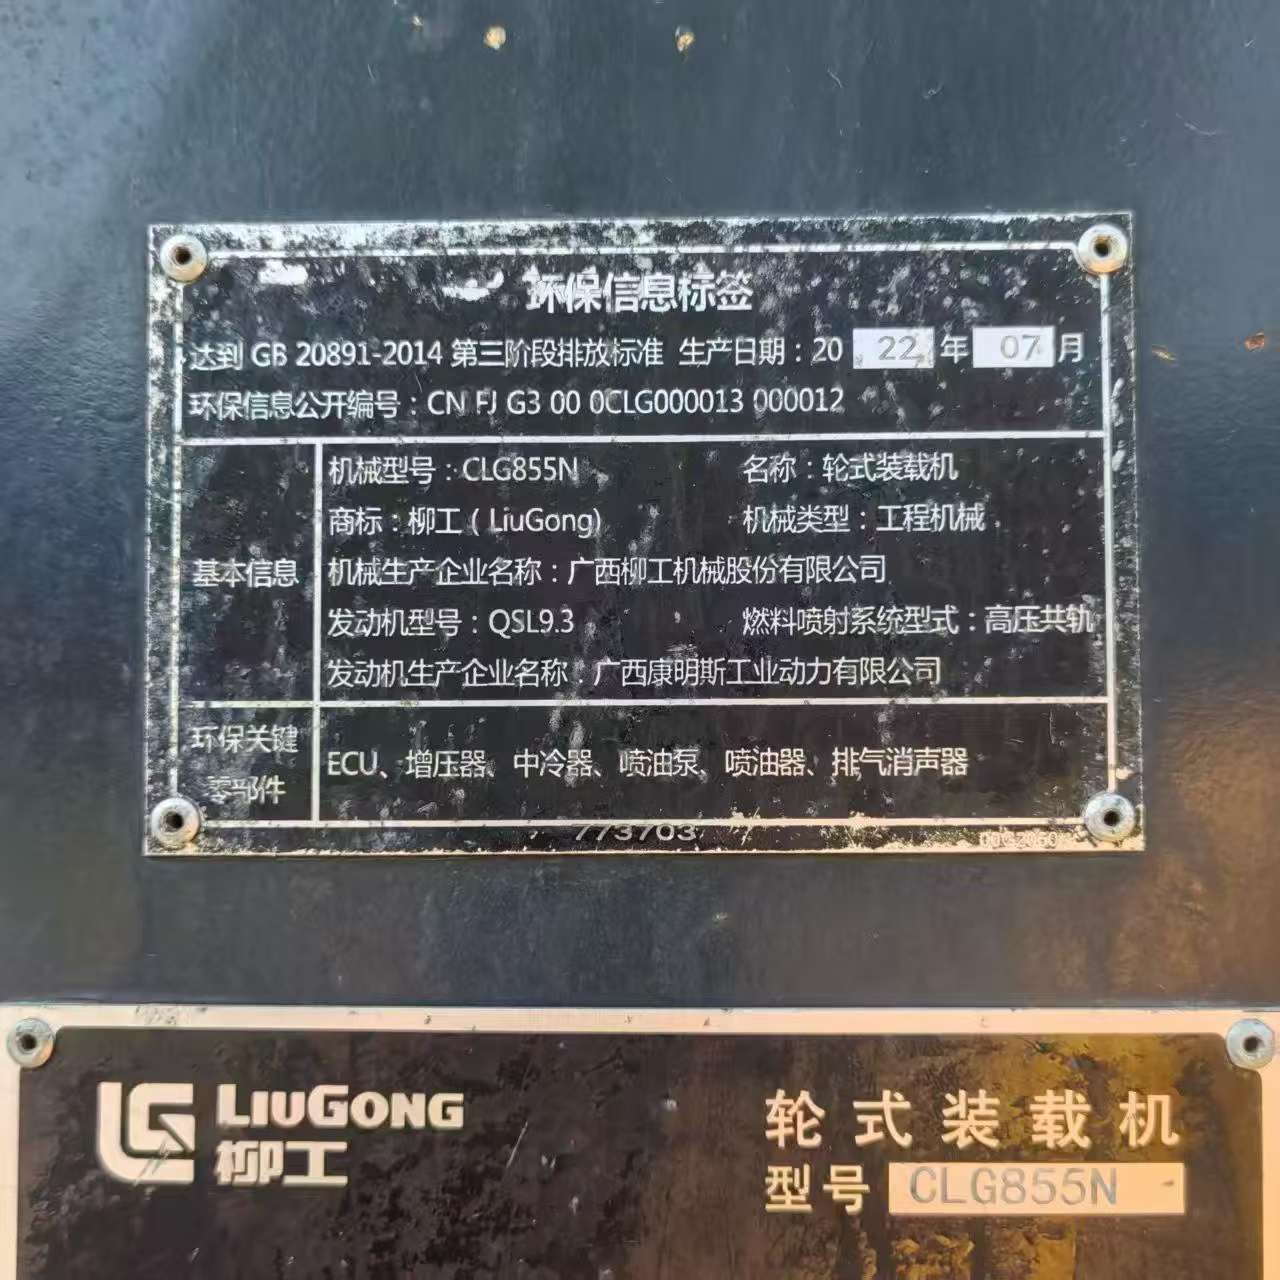 环保信息标签
达到 GB 20891-2014 第三阶段排放标准 生产日期：20 22 年 07 月
环保信息公开编号：CN FJ G3 00 0CLG000013 000012
基本信息
机械型号：CLG855N 名称：轮式装载机
商标：柳工（LiuGong） 机械类型：工程机械
机械生产企业名称：广西柳工机械股份有限公司
发动机型号：QSL9.3 燃料喷射系统型式：高压共轨
发动机生产企业名称：广西康明斯工业动力有限公司
环保关键
零部件
ECU、增压器、中冷器、喷油泵、喷油器、排气消声器
773703
LIUGONG
柳工
轮式装载机
型号 CLG855N